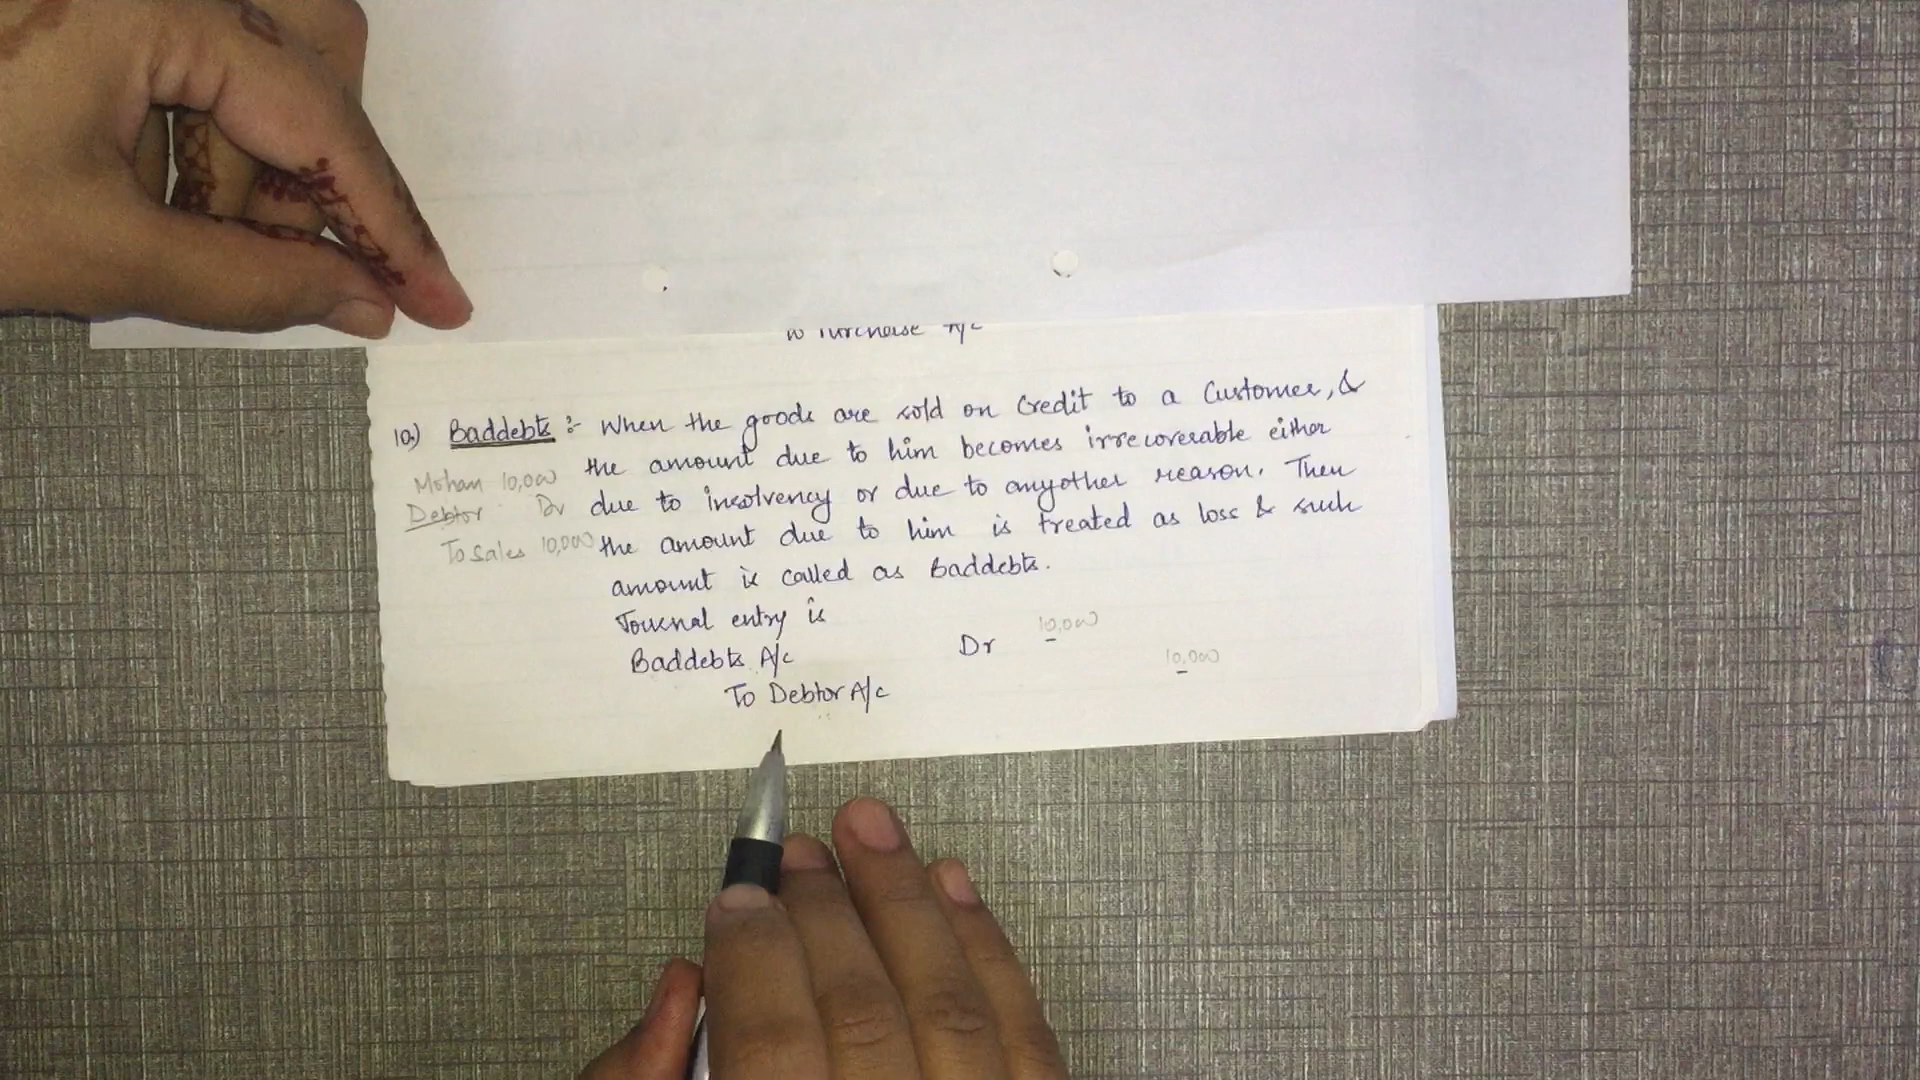 to Purchase A/c
10.) Baddebts :- When the goods are sold on Credit to a Customer, &
the amount due to him becomes irrecoverable either
due to insolvency or due to anyother reason. Then
the amount due to him is treated as loss & such
amount is called as Baddebts.
Mohan 10,000
Debtor Dr
To Sales 10,000
Journal entry is
Baddebts A/c Dr 10,000
To Debtor A/c 10,000